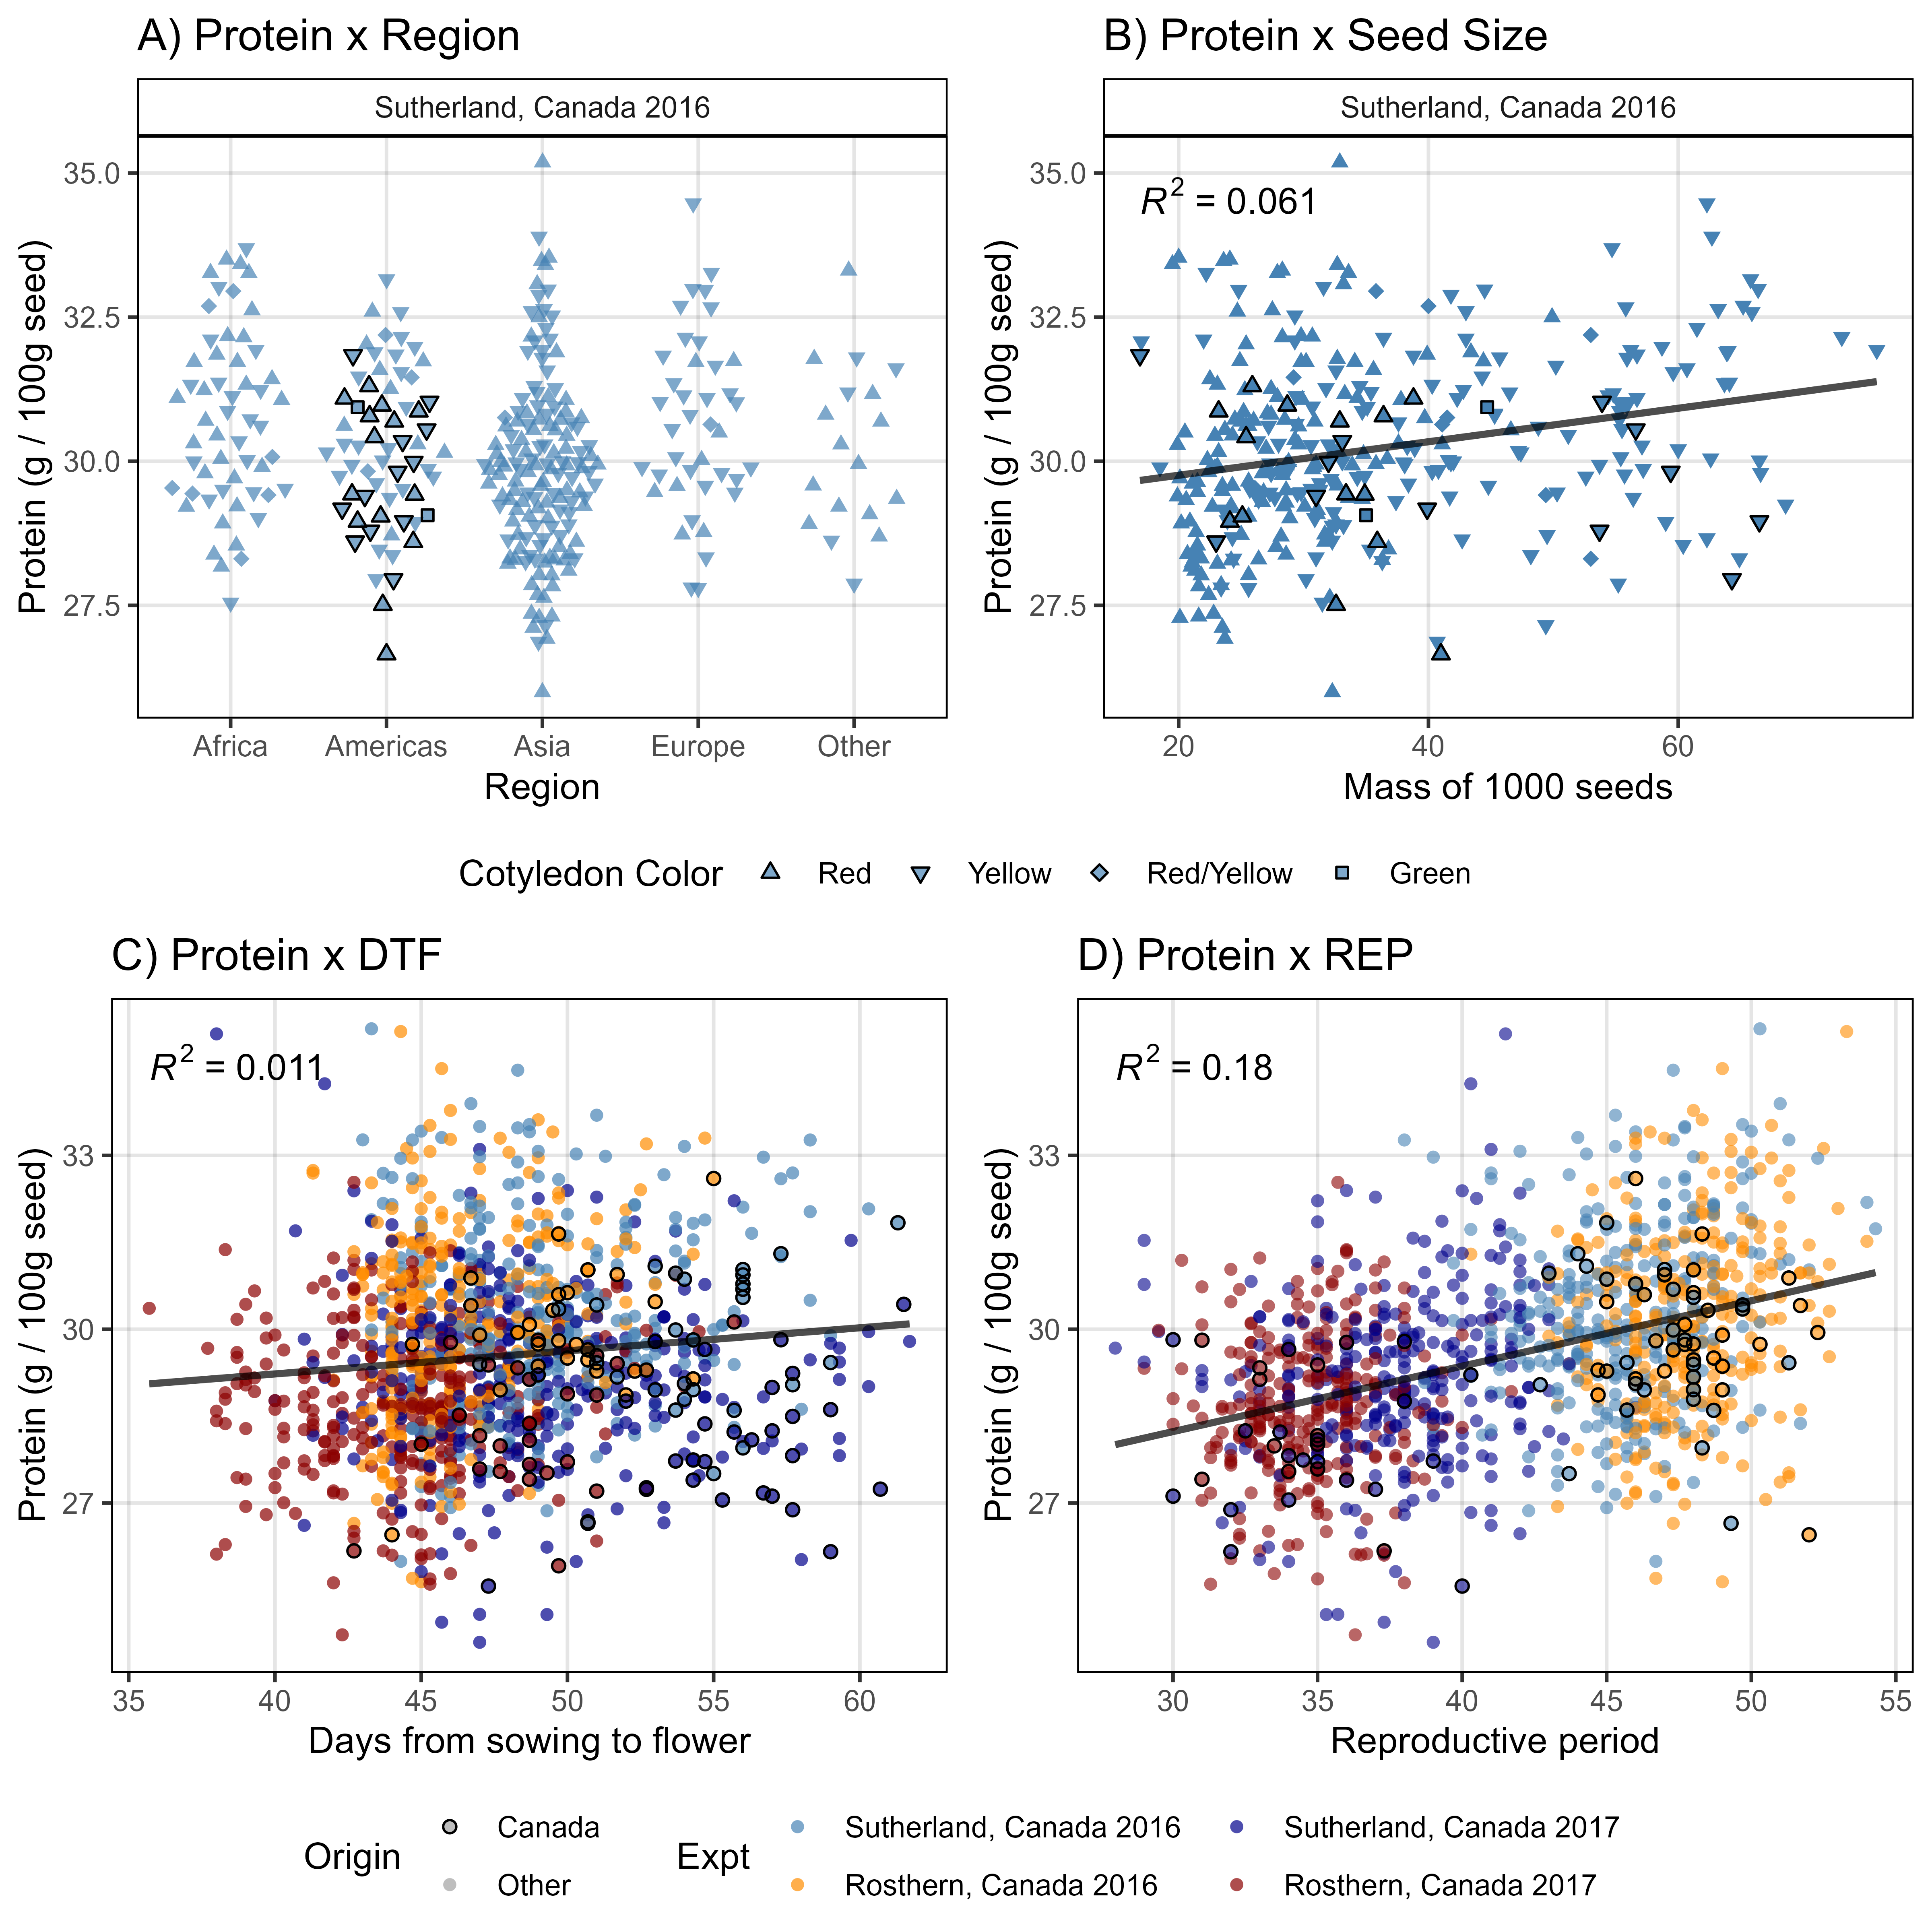 A) Protein x Region
Sutherland, Canada 2016
Protein (g / 100g seed)
35.0
32.5
30.0
27.5
Africa Americas Asia Europe Other
Region
B) Protein x Seed Size
Sutherland, Canada 2016
R² = 0.061
Protein (g / 100g seed)
35.0
32.5
30.0
27.5
20 40 60
Mass of 1000 seeds
Cotyledon Color Red Yellow Red/Yellow Green
C) Protein x DTF
R² = 0.011
Protein (g / 100g seed)
33
30
27
35 40 45 50 55 60
Days from sowing to flower
D) Protein x REP
R² = 0.18
Protein (g / 100g seed)
33
30
27
30 35 40 45 50 55
Reproductive period
Origin
Canada
Other
Expt
Sutherland, Canada 2016
Rosthern, Canada 2016
Sutherland, Canada 2017
Rosthern, Canada 2017